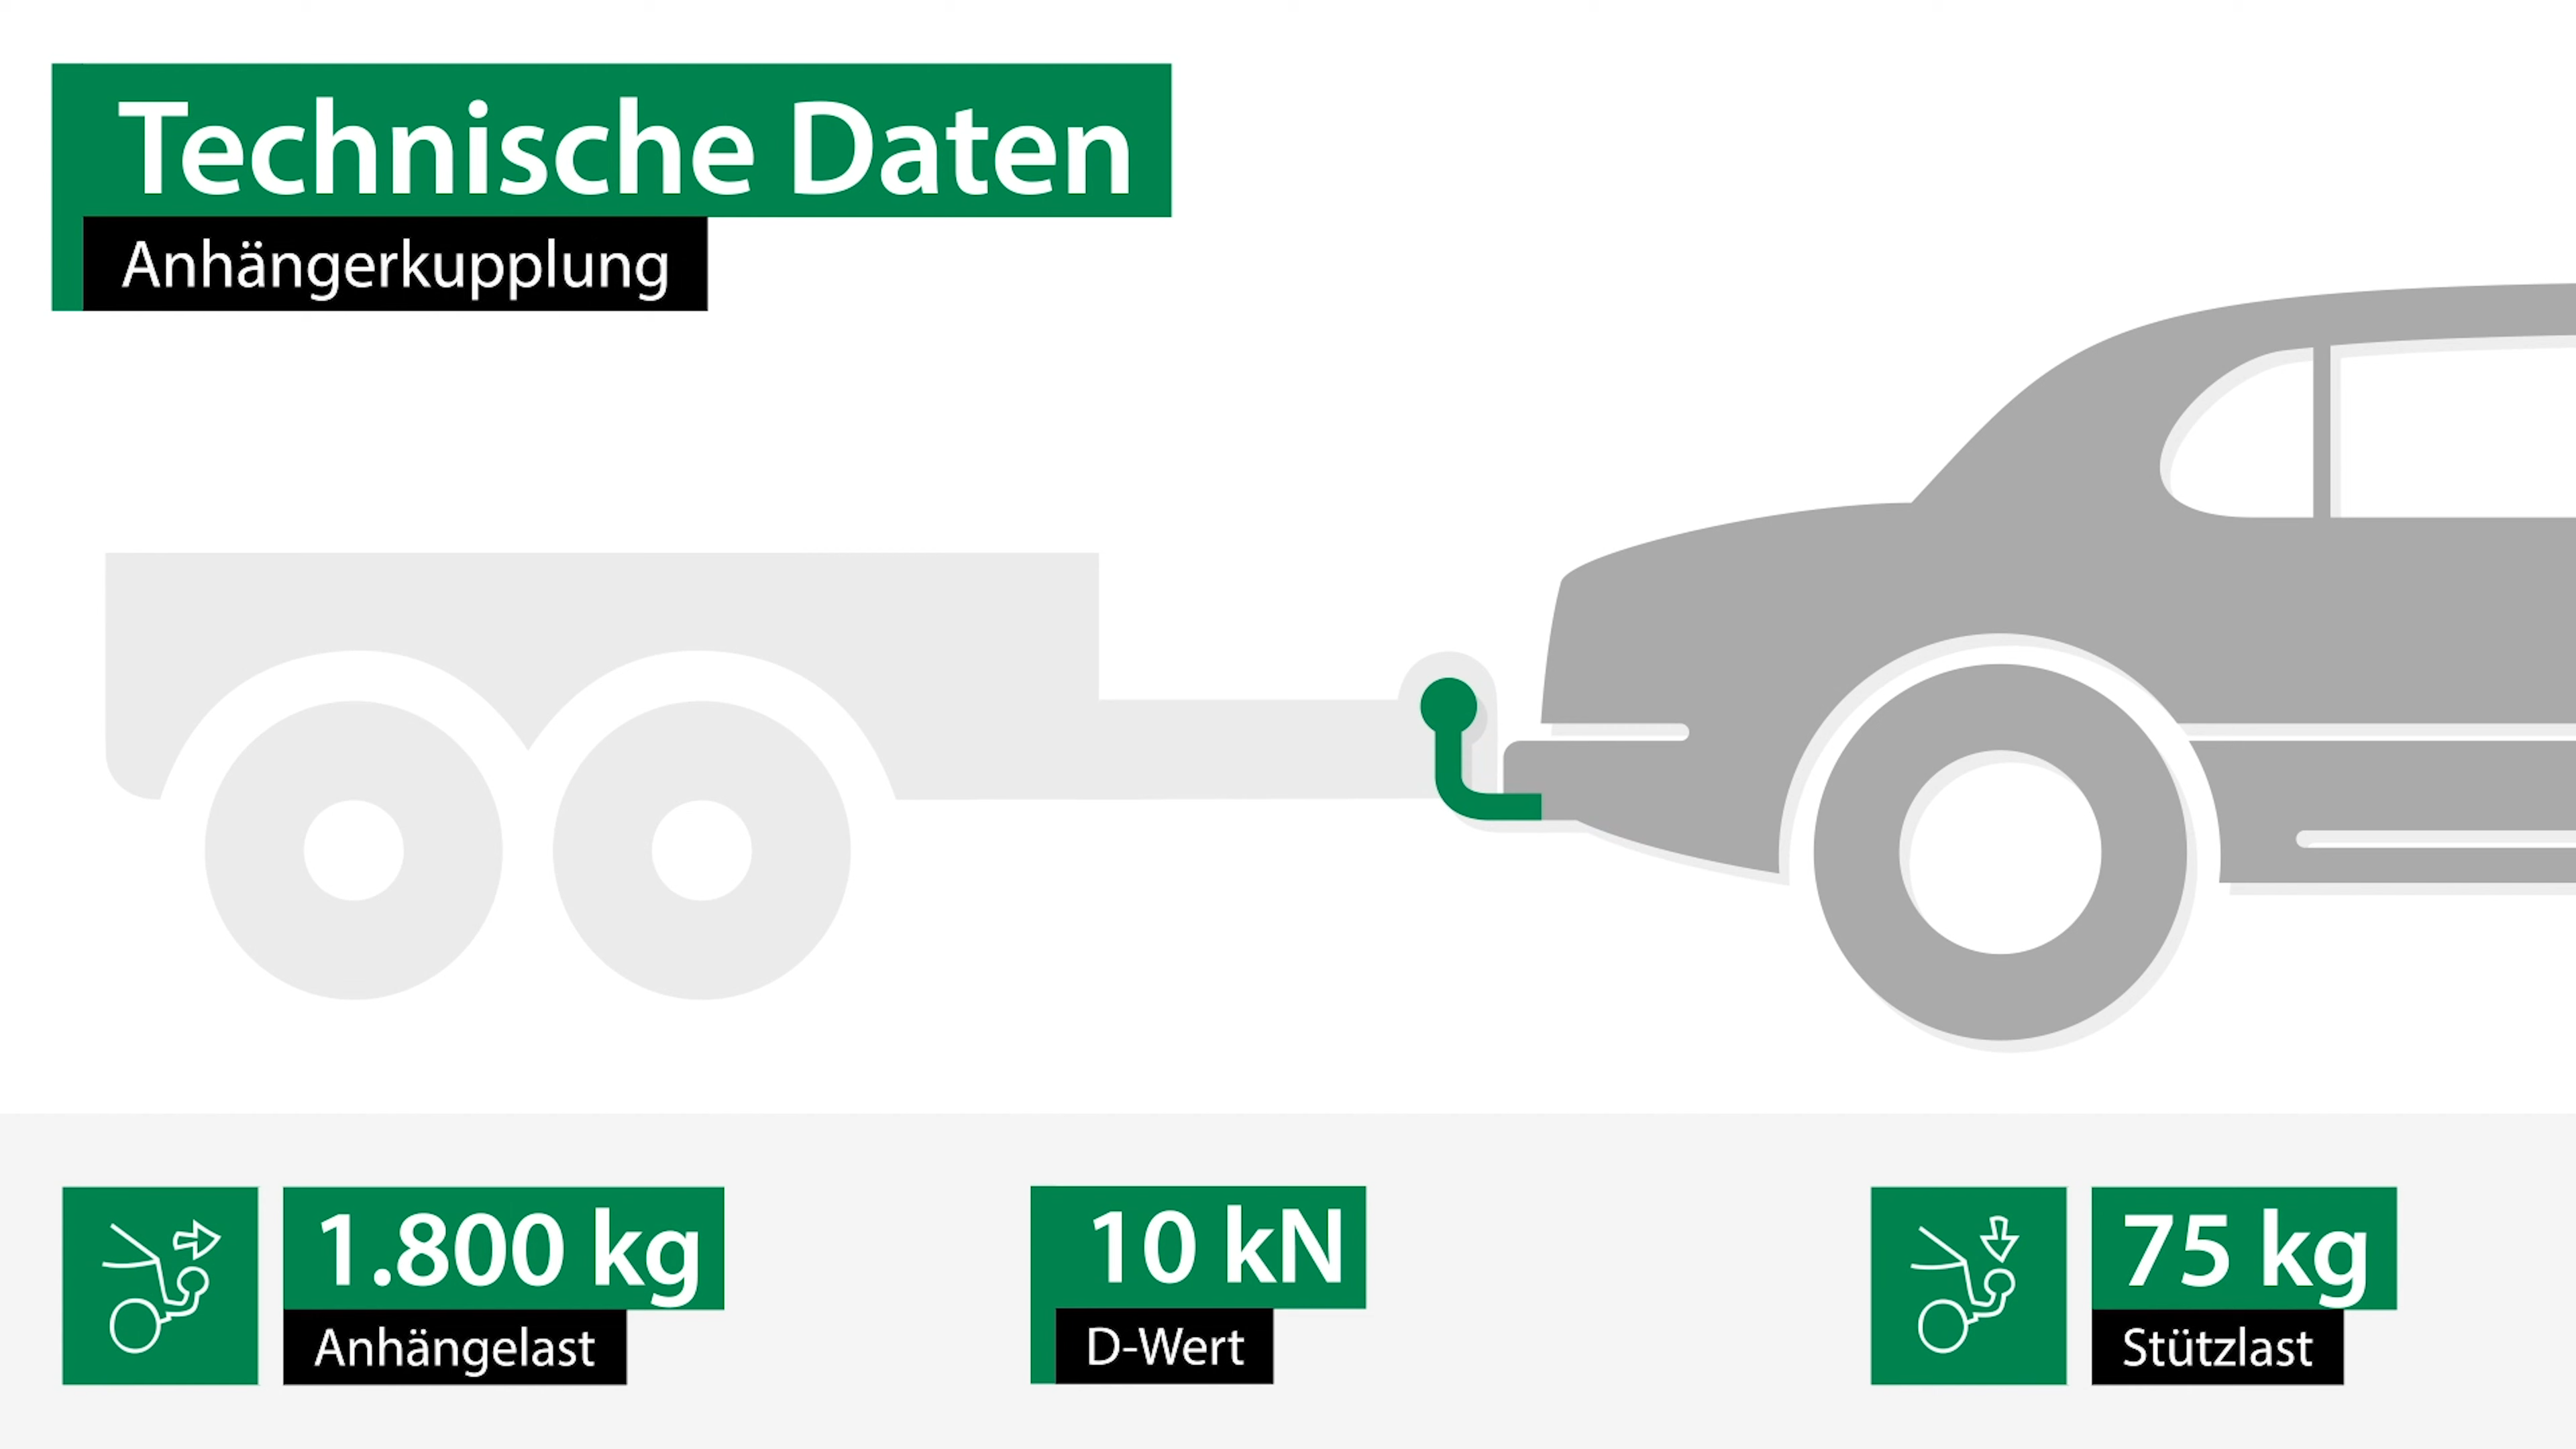 Technische Daten
Anhängerkupplung
1.800 kg
Anhängelast
10 kN
D-Wert
75 kg
Stützlast